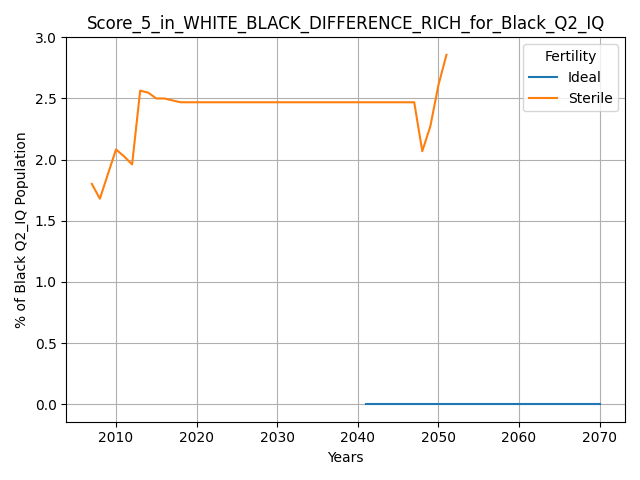 Score_5_in_WHITE_BLACK_DIFFERENCE_RICH_for_Black_Q2_IQ
3.0
2.5
2.0
1.5
1.0
0.5
0.0
% of Black Q2_IQ Population
Fertility
Ideal
Sterile
2010 2020 2030 2040 2050 2060 2070
Years